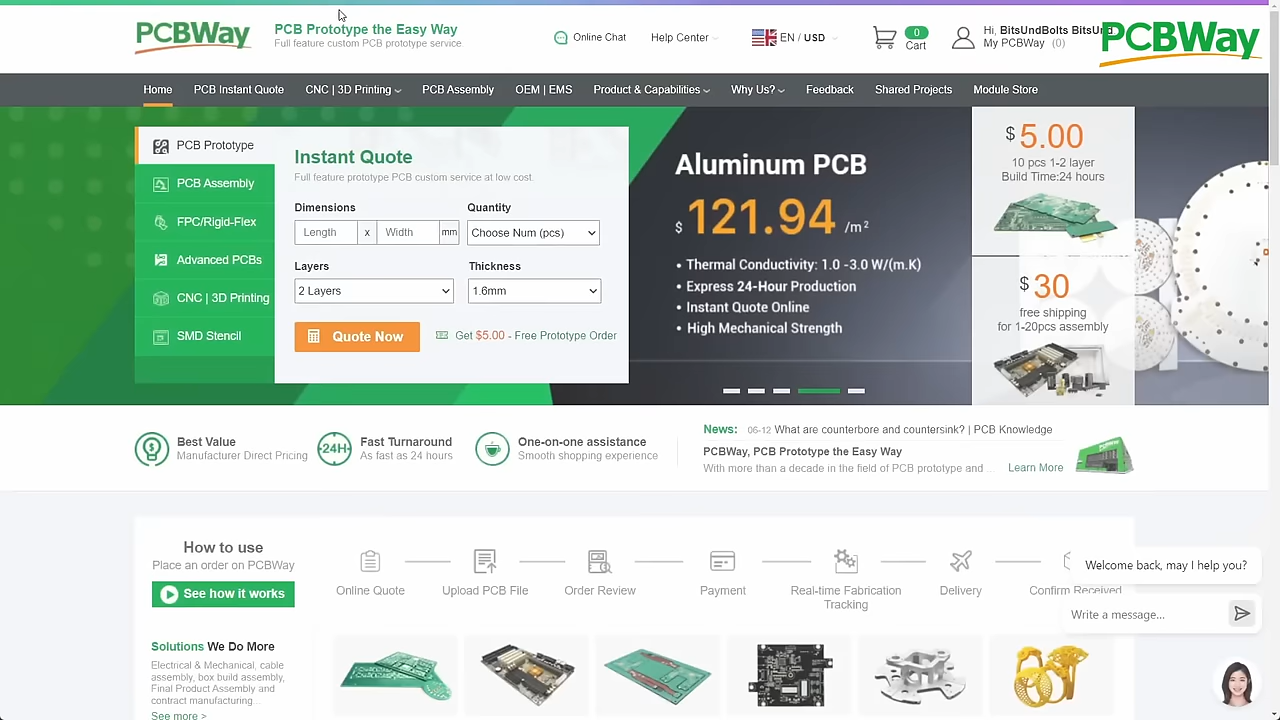 PCBWay
PCB Prototype the Easy Way
Full feature custom PCB prototype service
Online Chat
Help Center
EN / USD
0
Cart
Hi, BitsUndBolts BitsUnd
My PCBWAY (0)
PCBWay
Home
PCB Instant Quote
CNC | 3D Printing
PCB Assembly
OEM | EMS
Product & Capabilities
Why Us?
Feedback
Shared Projects
Module Store
PCB Prototype
PCB Assembly
FPC/Rigid-Flex
Advanced PCBs
CNC | 3D Printing
SMD Stencil
Instant Quote
Full feature prototype PCB custom service at low cost.
Dimensions
Quantity
Length x Width mm
Choose Num (pcs)
Layers
Thickness
2 Layers
1.6mm
Quote Now
Get $5.00 - Free Prototype Order
Aluminum PCB
$ 121.94 /m²
• Thermal Conductivity: 1.0 -3.0 W/(m.K)
• Express 24-Hour Production
• Instant Quote Online
• High Mechanical Strength
$ 5.00
10 pcs 1-2 layer
Build Time:24 hours
$ 30
free shipping
for 1-20pcs assembly
Best Value
Manufacturer Direct Pricing
24H
Fast Turnaround
As fast as 24 hours
One-on-one assistance
Smooth shopping experience
News: 06-12 What are counterbore and countersink? | PCB Knowledge
PCBWay, PCB Prototype the Easy Way
With more than a decade in the field of PCB prototype and ...
Learn More
How to use
Place an order on PCBWay
See how it works
Online Quote
Upload PCB File
Order Review
Payment
Real-time Fabrication
Tracking
Delivery
Confirm Received
Welcome back, may I help you?
Write a message...
Solutions We Do More
Electrical & Mechanical, cable
assembly, box build assembly,
Final Product Assembly and
contract manufacturing...
See more >